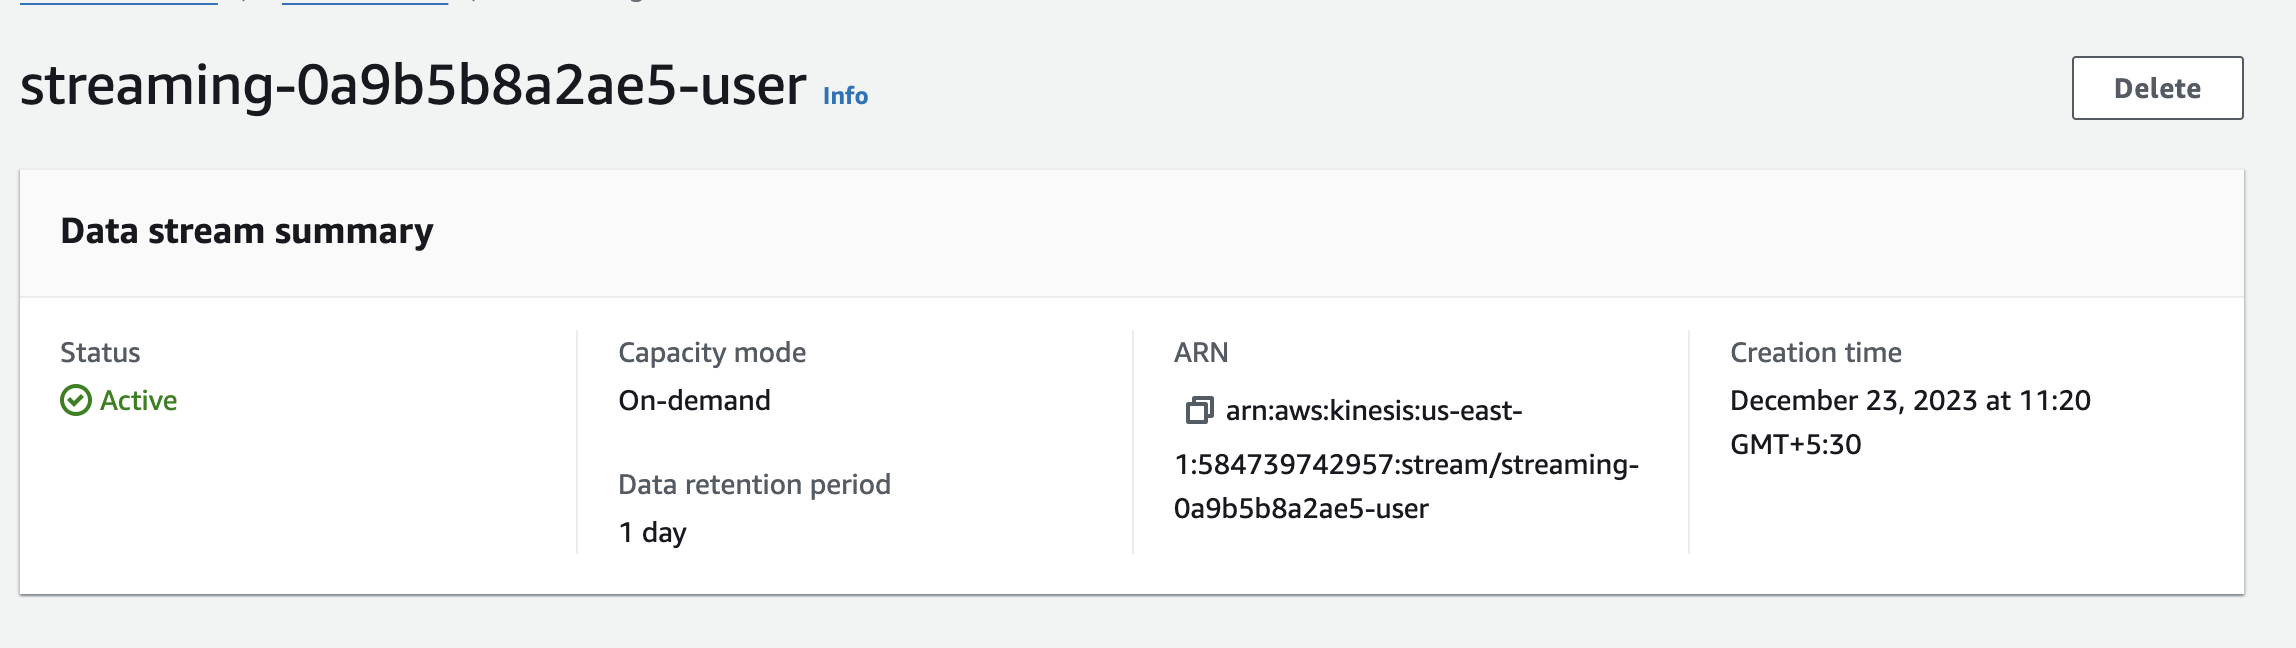 streaming-0a9b5b8a2ae5-user Info
Delete
Data stream summary
Status
Active
Capacity mode
On-demand
Data retention period
1 day
ARN
arn:aws:kinesis:us-east-
1:584739742957:stream/streaming-
0a9b5b8a2ae5-user
Creation time
December 23, 2023 at 11:20
GMT+5:30